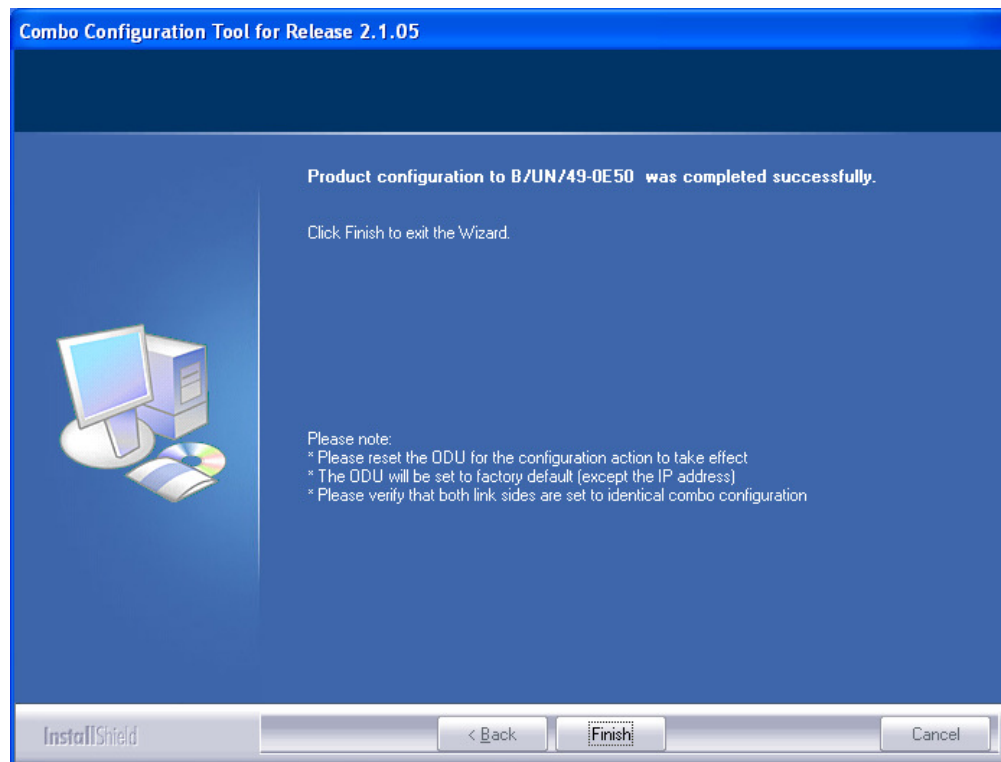 Combo Configuration Tool for Release 2.1.05
Product configuration to B/UN/49-0E50 was completed successfully.
Click Finish to exit the Wizard.
Please note:
* Please reset the ODU for the configuration action to take effect
* The ODU will be set to factory default (except the IP address)
* Please verify that both link sides are set to identical combo configuration
InstallShield
< Back
Finish
Cancel